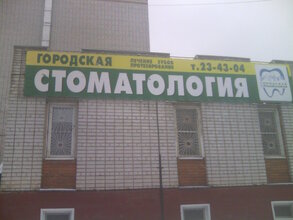 ГОРОДСКАЯ
ЛЕЧЕНИЕ ЗУБОВ
ПРОТЕЗИРОВАНИЕ
т.23-43-04
СТОМАТОЛОГИЯ